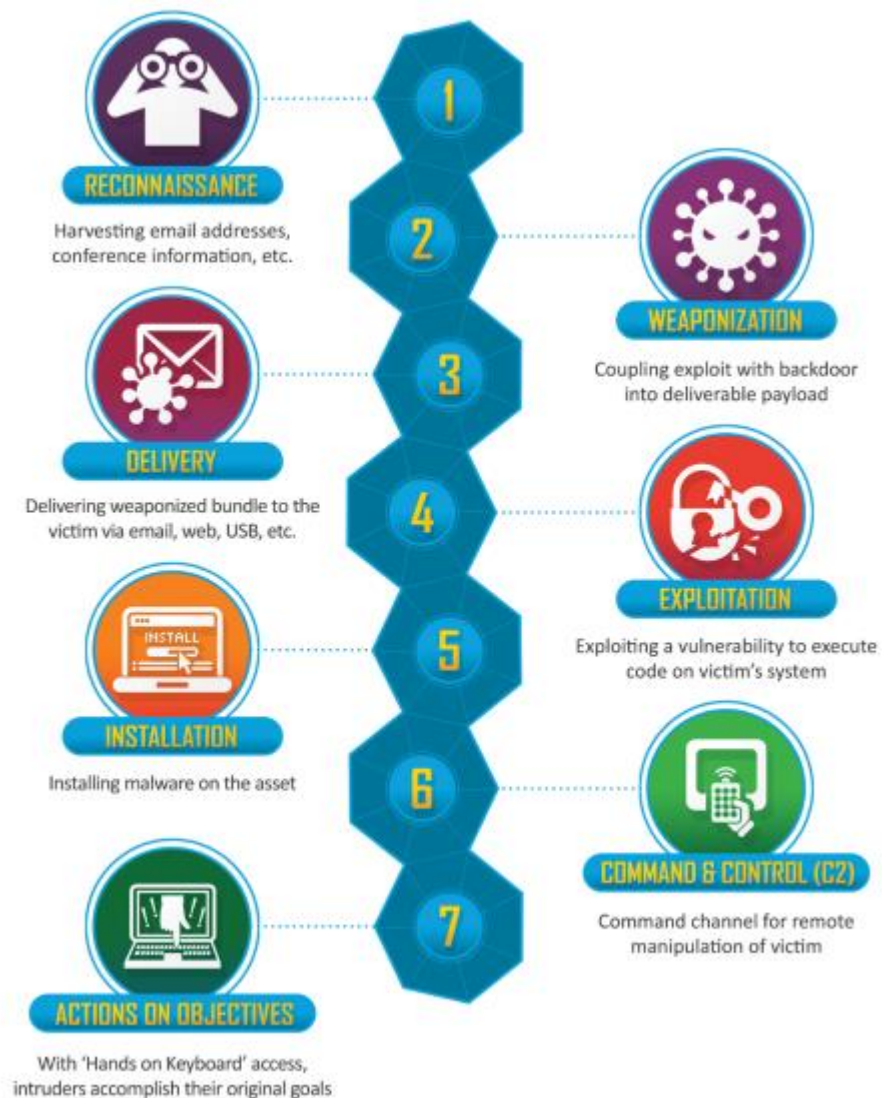 1
RECONNAISSANCE
Harvesting email addresses,
conference information, etc.
2
WEAPONIZATION
Coupling exploit with backdoor
into deliverable payload
3
DELIVERY
Delivering weaponized bundle to the
victim via email, web, USB, etc.
4
EXPLOITATION
Exploiting a vulnerability to execute
code on victim's system
5
INSTALL
INSTALLATION
Installing malware on the asset
6
COMMAND & CONTROL (C2)
Command channel for remote
manipulation of victim
7
ACTIONS ON OBJECTIVES
With 'Hands on Keyboard' access,
intruders accomplish their original goals